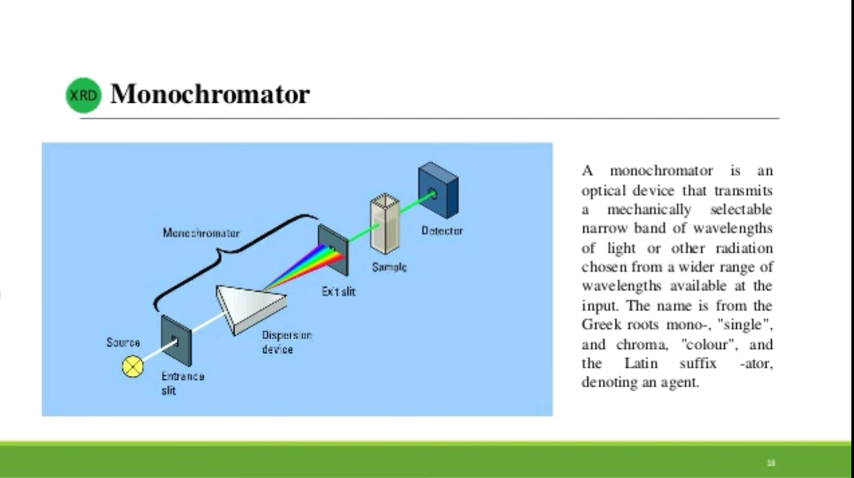 XRD
Monochromator
Monochromator
Detector
Sample
Exit slit
Dispersion
device
Source
Entrance
slit
A monochromator is an
optical device that transmits
a mechanically selectable
narrow band of wavelengths
of light or other radiation
chosen from a wider range of
wavelengths available at the
input. The name is from the
Greek roots mono-, "single",
and chroma, "colour", and
the Latin suffix -ator,
denoting an agent.
18